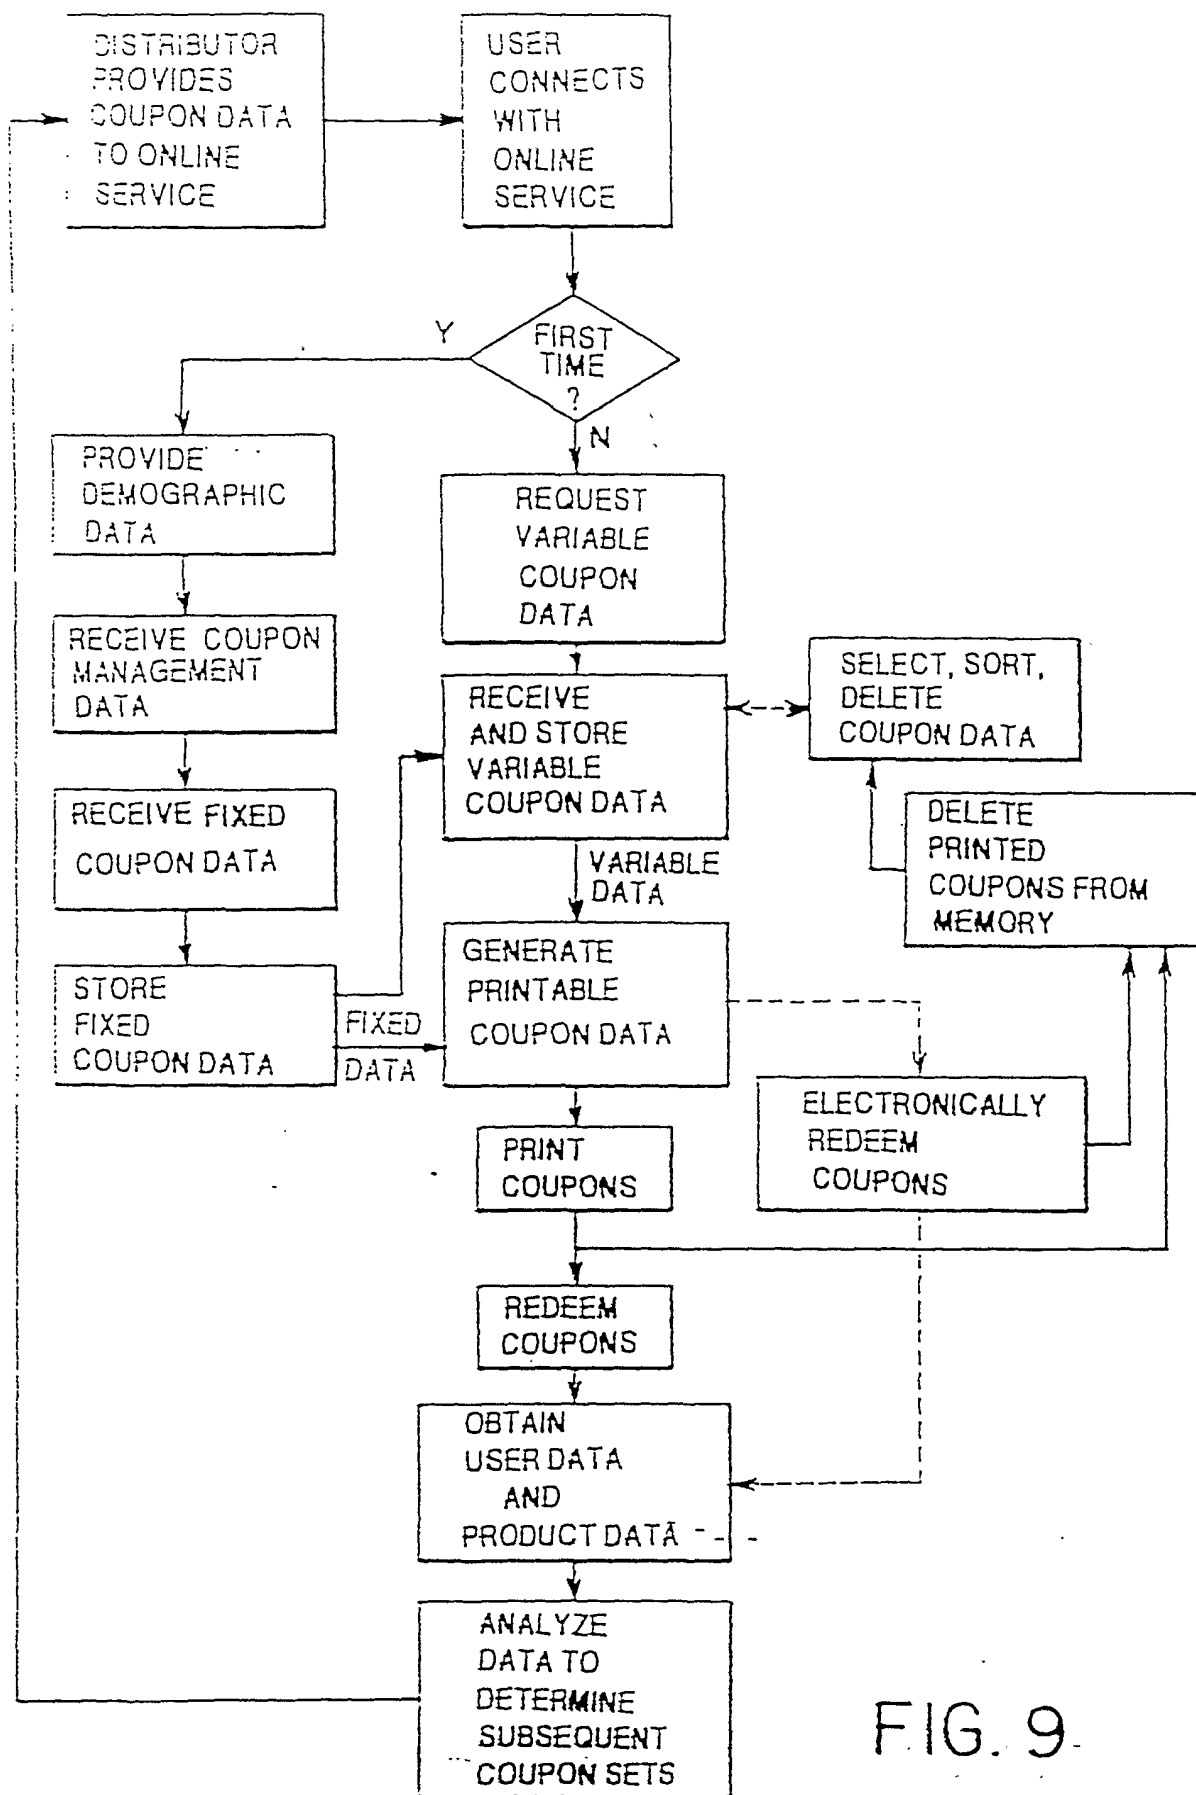 DISTRIBUTOR
PROVIDES
COUPON DATA
TO ONLINE
SERVICE
USER
CONNECTS
WITH
ONLINE
SERVICE
FIRST
TIME
?
Y
N
PROVIDE
DEMOGRAPHIC
DATA
REQUEST
VARIABLE
COUPON
DATA
RECEIVE COUPON
MANAGEMENT
DATA
RECEIVE
AND STORE
VARIABLE
COUPON DATA
SELECT, SORT,
DELETE
COUPON DATA
RECEIVE FIXED
COUPON DATA
DELETE
PRINTED
COUPONS FROM
MEMORY
VARIABLE
DATA
STORE
FIXED
COUPON DATA
FIXED
DATA
GENERATE
PRINTABLE
COUPON DATA
ELECTRONICALLY
REDEEM
COUPONS
PRINT
COUPONS
REDEEM
COUPONS
OBTAIN
USER DATA
AND
PRODUCT DATA
ANALYZE
DATA TO
DETERMINE
SUBSEQUENT
COUPON SETS
FIG. 9